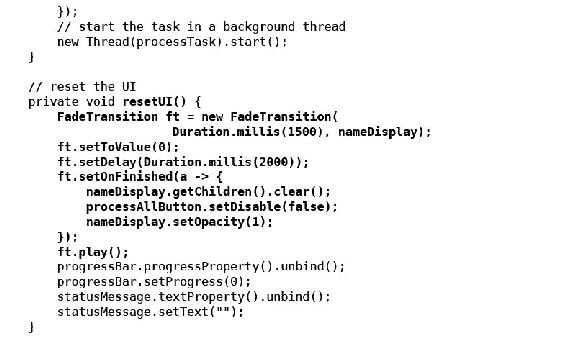 });
    // start the task in a background thread
    new Thread(processTask).start();
}

// reset the UI
private void resetUI() {
    FadeTransition ft = new FadeTransition(
                    Duration.millis(1500), nameDisplay);
    ft.setToValue(0);
    ft.setDelay(Duration.millis(2000));
    ft.setOnFinished(a -> {
        nameDisplay.getChildren().clear();
        processAllButton.setDisable(false);
        nameDisplay.setOpacity(1);
    });
    ft.play();
    progressBar.progressProperty().unbind();
    progressBar.setProgress(0);
    statusMessage.textProperty().unbind();
    statusMessage.setText("");
}